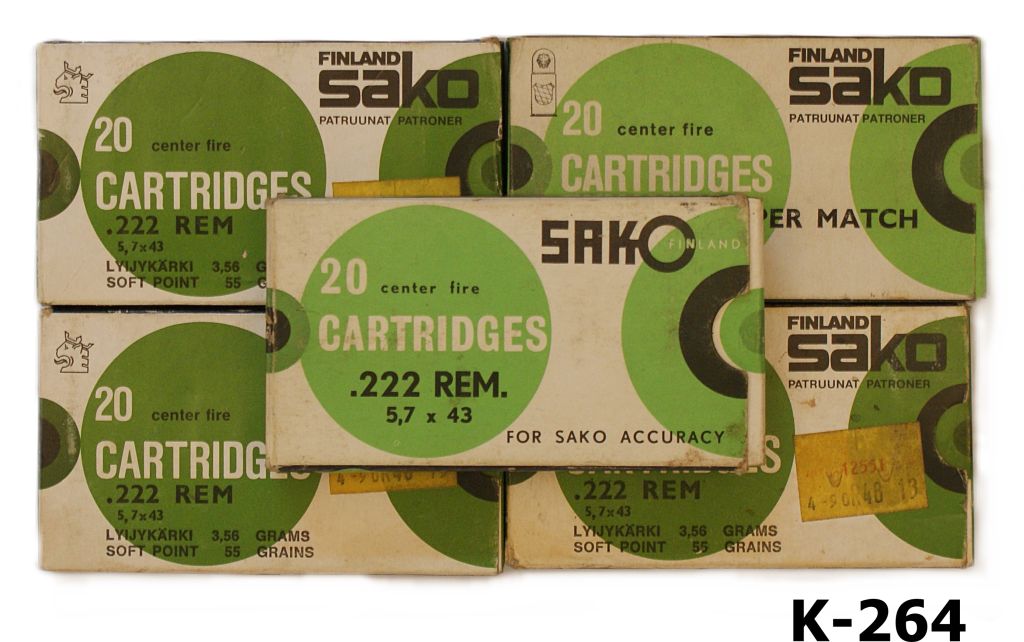 FINLAND
sako
PATRUUNAT PATRONER
20 center fire
CARTRIDGES
.222 REM
5,7x43
LYIJYKÄRKI 3,56
SOFT POINT 55
FINLAND
sako
PATRUUNAT PATRONER
20 center fire
CARTRIDGES
MATCH
SAKO FINLAND
20 center fire
CARTRIDGES
.222 REM.
5,7 x 43
FOR SAKO ACCURACY
20 center fire
.222 REM
5,7x43
LYIJYKÄRKI 3,56 GRAMS
SOFT POINT 55 GRAINS
FINLAND
sako
PATRUUNAT PATRONER
.222 REM
5,7x43
LYIJYKÄRKI 3,56 GRAMS
SOFT POINT 55 GRAINS
K-264